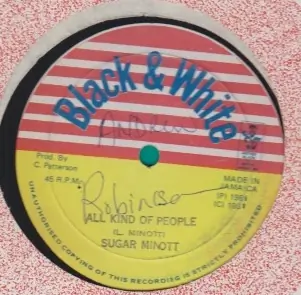 Black & White
ANDREW
Prod. By
C. Patterson
45 R.P.M.
MADE IN
JAMAICA
Robinson
(P) 1981
(C) 1981
ALL KIND OF PEOPLE
(L. MINOTT)
SUGAR MINOTT
COPYING OF THIS RECORD IS STRICTLY PROHIBITED